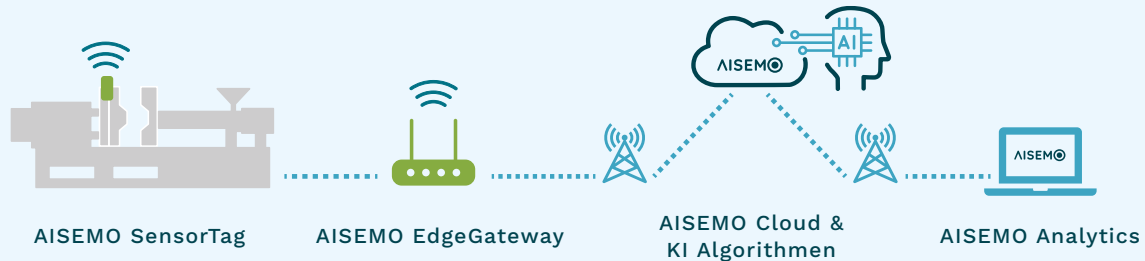 AI
AISEMO
AISEMO
AISEMO SensorTag
AISEMO EdgeGateway
AISEMO Cloud &
KI Algorithmen
AISEMO Analytics